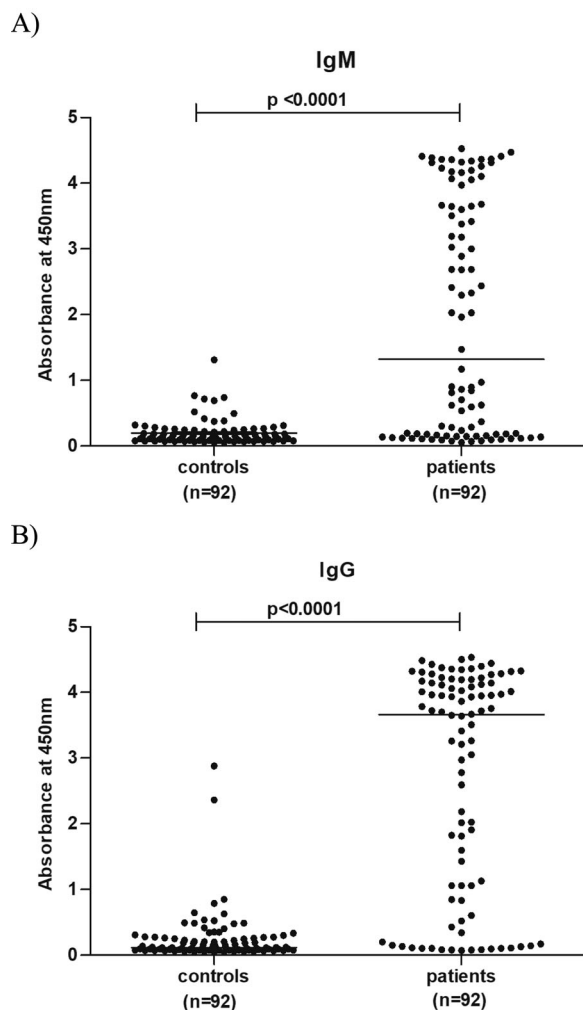 A)
IgM
p <0.0001
5
4
3
2
1
0
Absorbance at 450nm
controls
patients
(n=92)
(n=92)
B)
IgG
p<0.0001
5
4
3
2
1
0
Absorbance at 450nm
controls
patients
(n=92)
(n=92)